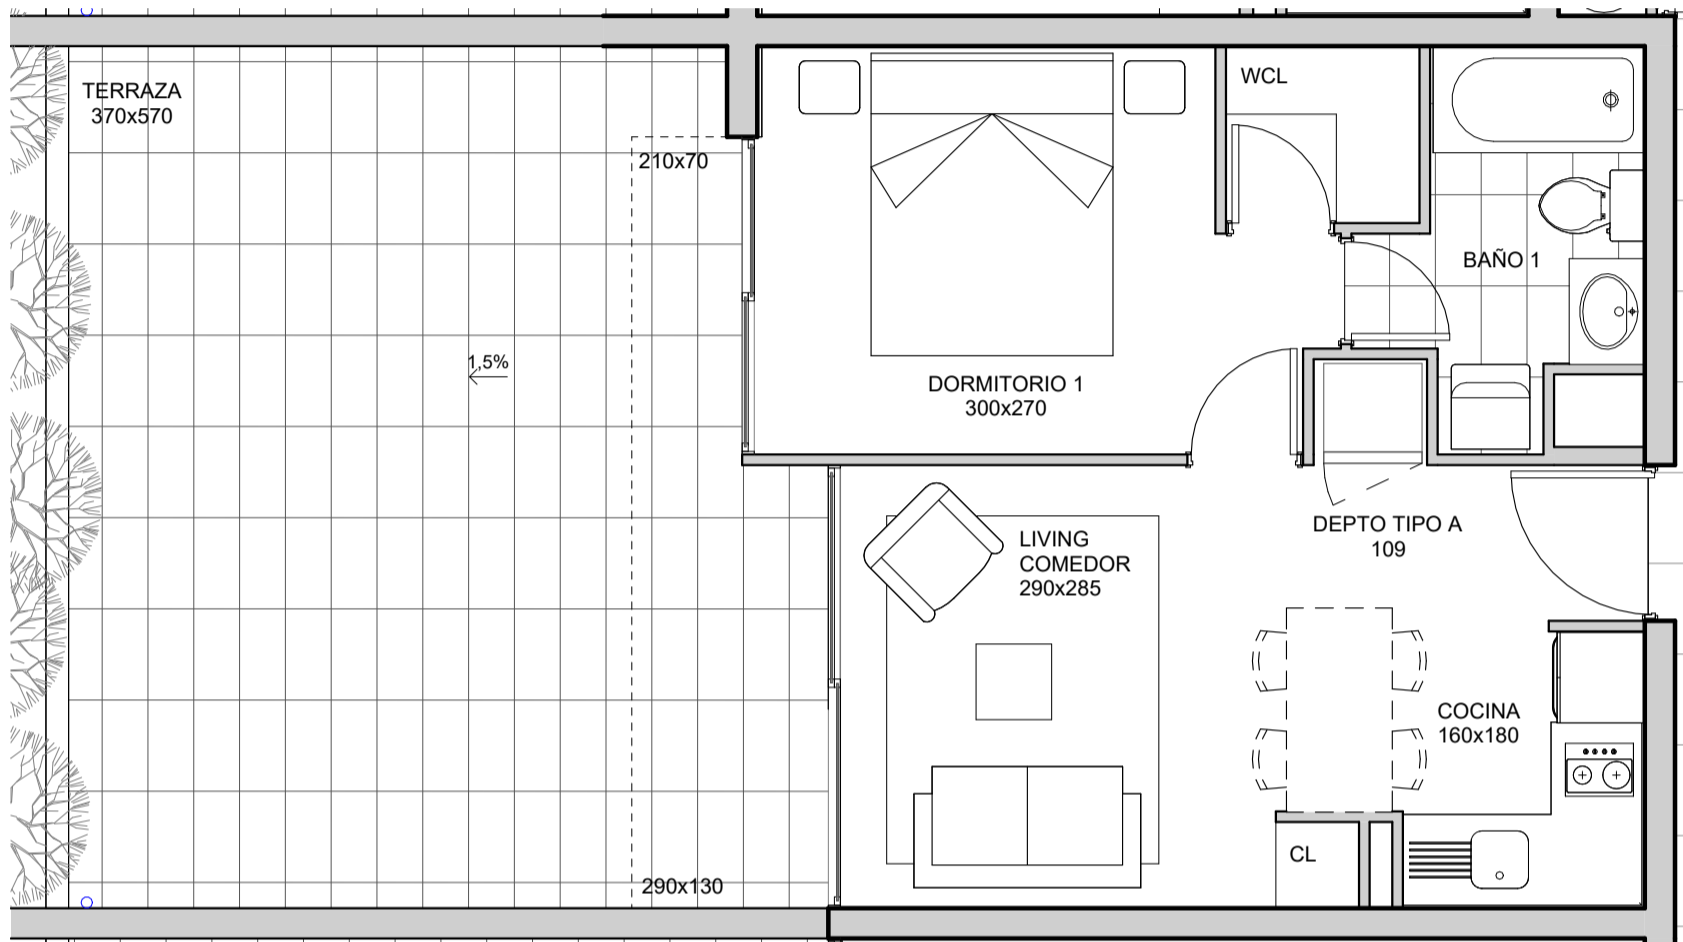 TERRAZA
370x570
210x70
WCL
BAÑO 1
1,5%
DORMITORIO 1
300x270
LIVING
COMEDOR
290x285
DEPTO TIPO A
109
COCINA
160x180
CL
290x130